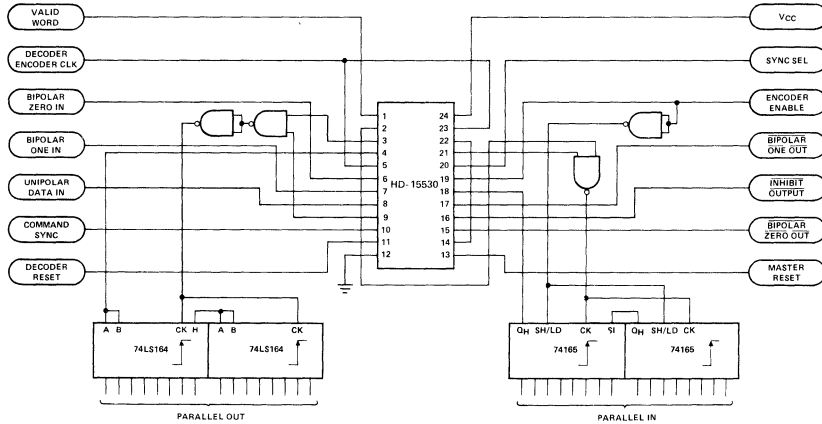 VALID
WORD
DECODER
ENCODER CLK
BIPOLAR
ZERO IN
BIPOLAR
ONE IN
UNIPOLAR
DATA IN
COMMAND
SYNC
DECODER
RESET
1
2
3
4
5
6
7
8
9
10
11
12
HD-15530
24
23
22
21
20
19
18
17
16
15
14
13
VCC
SYNC SEL
ENCODER
ENABLE
BIPOLAR
ONE OUT
INHIBIT
OUTPUT
BIPOLAR
ZERO OUT
MASTER
RESET
A B CK H A B CK
74LS164 74LS164
PARALLEL OUT
QH SH/LD CK SI QH SH/LD CK
74165 74165
PARALLEL IN